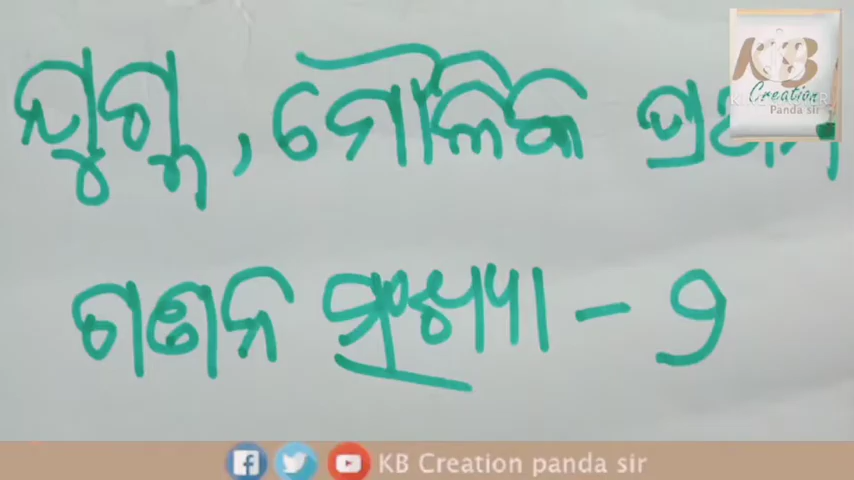 ଯୁଗ୍ମ, ମୌଳିକ
ଗଣନ ସଂଖ୍ୟା - ୨
KB
Creation
Panda sir
KB Creation panda sir